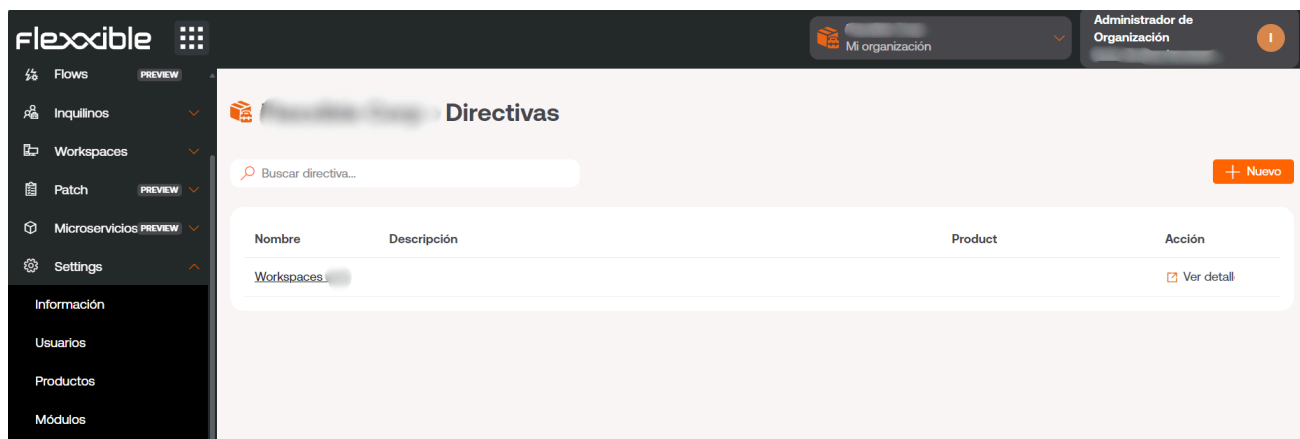 Flexxible
Mi organización
Administrador de
Organización
I
Flows PREVIEW
Inquilinos
Workspaces
Patch PREVIEW
Microservicios PREVIEW
Settings
Información
Usuarios
Productos
Módulos
Directivas
Buscar directiva...
+ Nuevo
Nombre Descripción Product Acción
Workspaces Ver detall